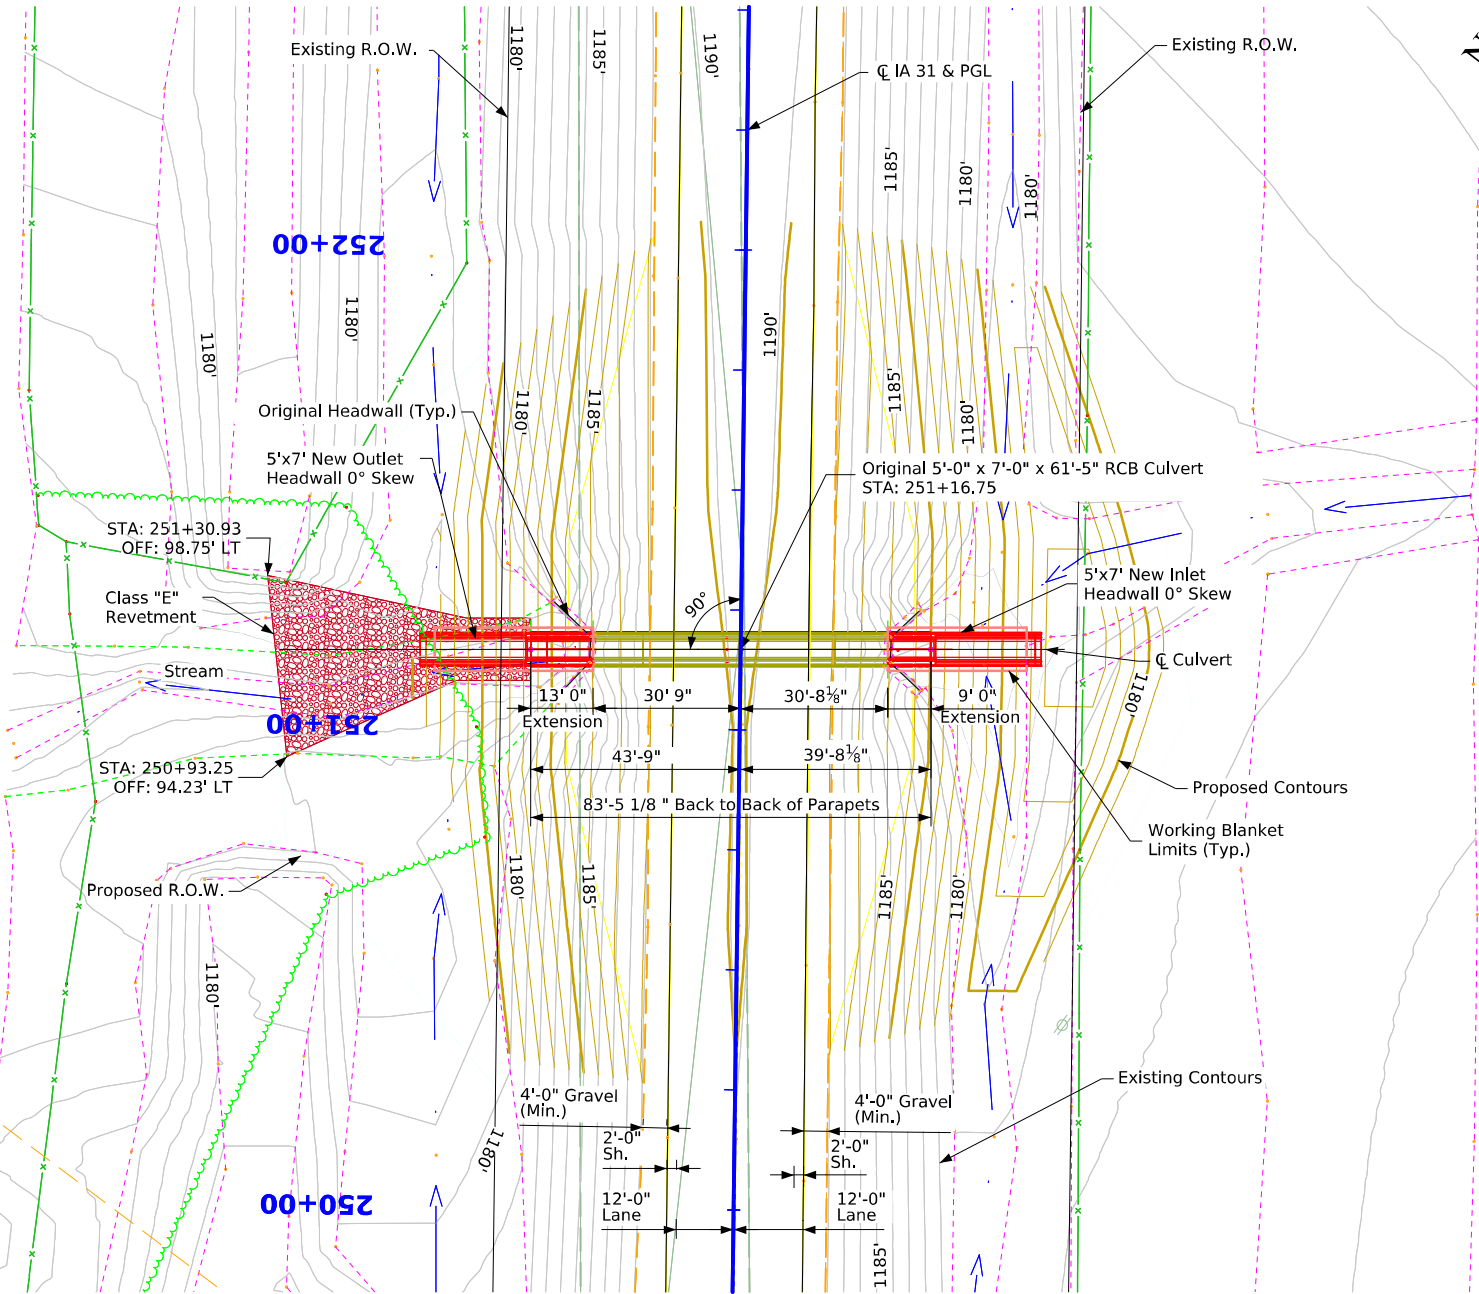 1180'
1185'
1190'
Existing R.O.W.
Existing R.O.W.
℄ IA 31 & PGL
1185'
1180'
1180'
252+00
1180'
1180'
1190'
1180'
1185'
1185'
1180'
Original Headwall (Typ.)
5'x7' New Outlet
Headwall 0° Skew
Original 5'-0" x 7'-0" x 61'-5" RCB Culvert
STA: 251+16.75
STA: 251+30.93
OFF: 98.75' LT
Class "E"
Revetment
90°
5'x7' New Inlet
Headwall 0° Skew
Stream
℄ Culvert
13' 0"
Extension
30' 9"
30-8⅛"
9' 0"
Extension
1180'
251+00
43'-9"
39'-8⅛"
STA: 250+93.25
OFF: 94.23' LT
83'-5 1/8 " Back to Back of Parapets
Proposed Contours
Working Blanket
Limits (Typ.)
Proposed R.O.W.
1180'
1185'
1185'
1180'
1180'
Existing Contours
4'-0" Gravel
(Min.)
4'-0" Gravel
(Min.)
2'-0"
Sh.
2'-0"
Sh.
1180'
250+00
12'-0"
Lane
12'-0"
Lane
1185'